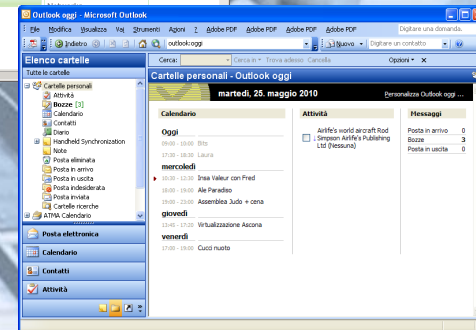 Outlook oggi - Microsoft Outlook
File Modifica Visualizza Vai Strumenti Azioni ? Adobe PDF Adobe PDF Adobe PDF Adobe PDF Digitare una domanda.
Indietro outlook:oggi Nuovo Digitare un contatto
Elenco cartelle
Cerca: Cerca in Trova adesso Cancella Opzioni
Tutte le cartelle
Cartelle personali - Outlook oggi
Cartelle personali
Attività
Bozze [3]
Calendario
Contatti
Diario
Handheld Synchronization
Note
Posta eliminata
Posta in arrivo
Posta in uscita
Posta indesiderata
Posta inviata
Cartelle ricerche
ATMA Calendario
Posta elettronica
Calendario
Contatti
Attività
martedì, 25. maggio 2010 Personalizza Outlook oggi ...
Calendario
Oggi
09:00 - 10:00 Bits
17:30 - 18:30 Laura
mercoledì
10:30 - 12:30 Insa Valeur con Fred
18:00 - 19:00 Ale Paradiso
19:00 - 23:00 Assemblea Judo + cena
giovedì
13:45 - 17:30 Virtualizzazione Ascona
venerdì
17:00 - 19:00 Cucci nuoto
Attività
Airlife's world aircraft Rod
Simpson Airlife's Publishing
Ltd (Nessuna)
Messaggi
Posta in arrivo 0
Bozze 3
Posta in uscita 0